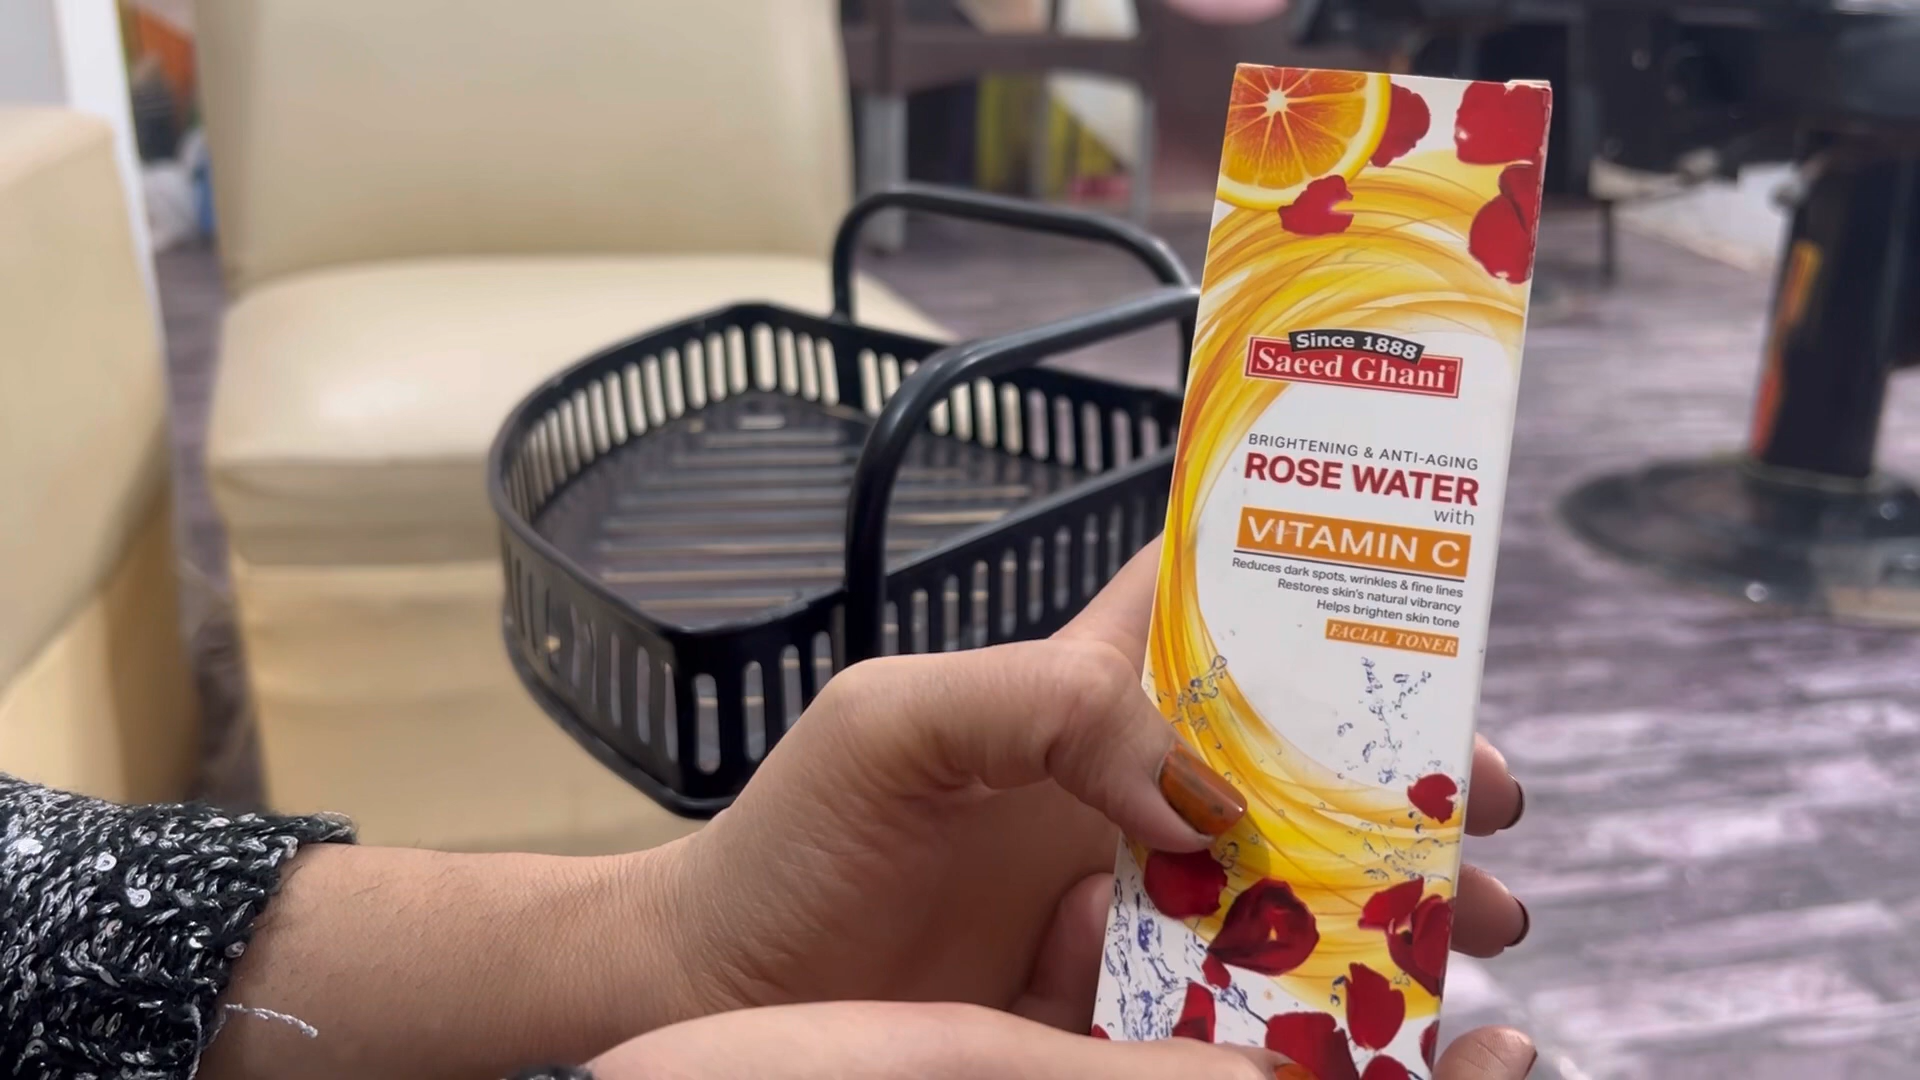 Since 1888
Saeed Ghani
BRIGHTENING & ANTI-AGING
ROSE WATER
with
VITAMIN C
Reduces dark spots, wrinkles & fine lines
Restores skin's natural vibrancy
Helps brighten skin tone
FACIAL TONER